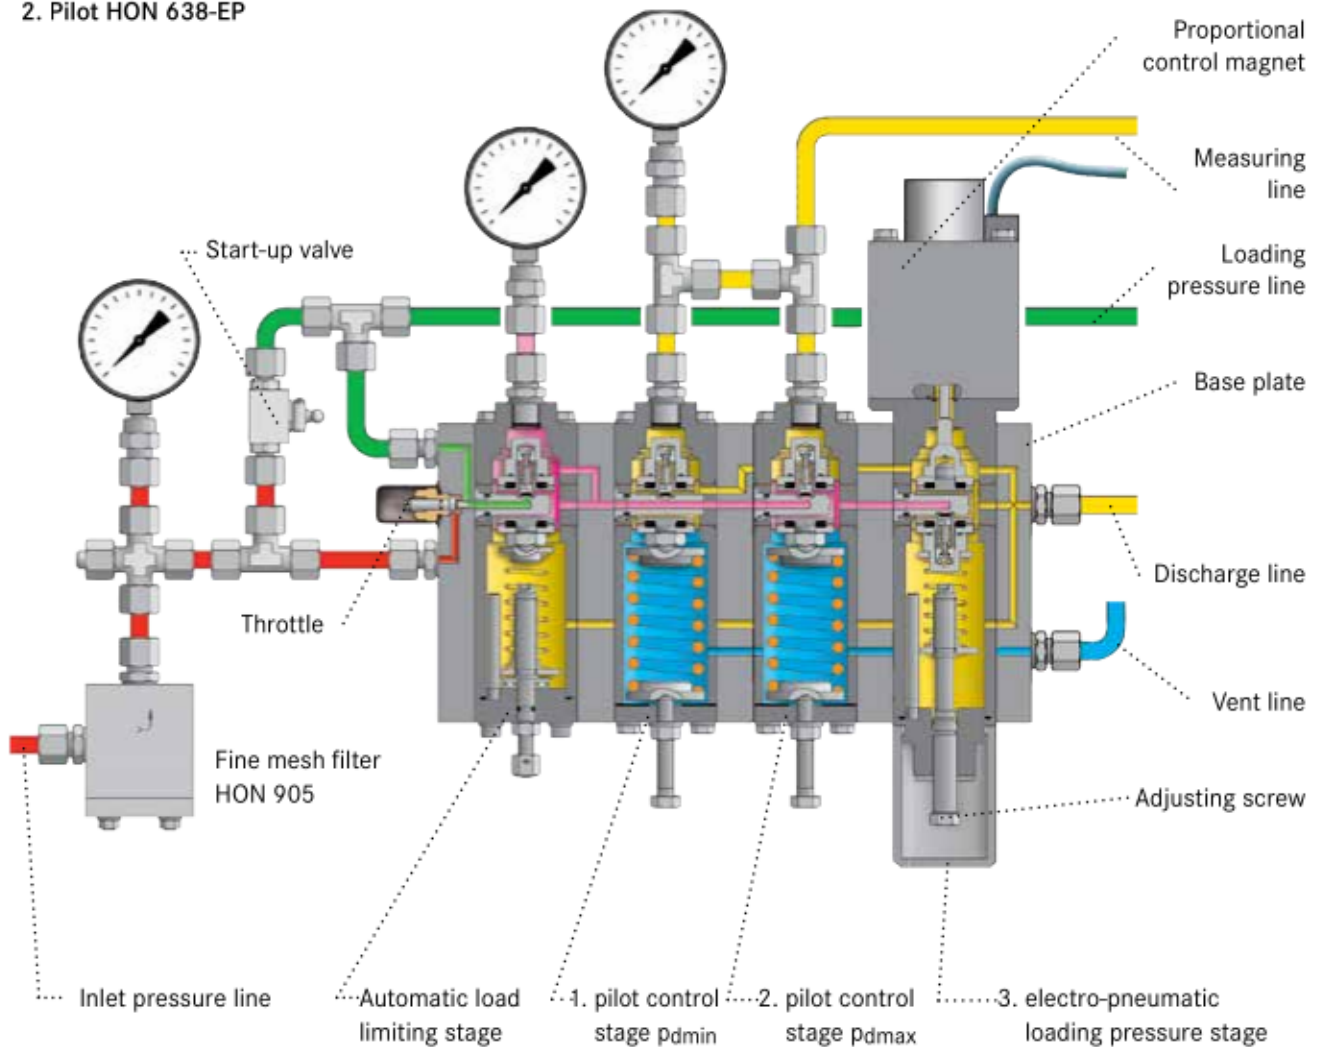 2. Pilot HON 638-EP
Proportional
control magnet
Measuring
line
Start-up valve
Loading
pressure line
Base plate
Discharge line
Throttle
Vent line
Fine mesh filter
HON 905
Adjusting screw
Inlet pressure line
Automatic load
limiting stage
1. pilot control
stage pdmin
2. pilot control
stage pdmax
3. electro-pneumatic
loading pressure stage